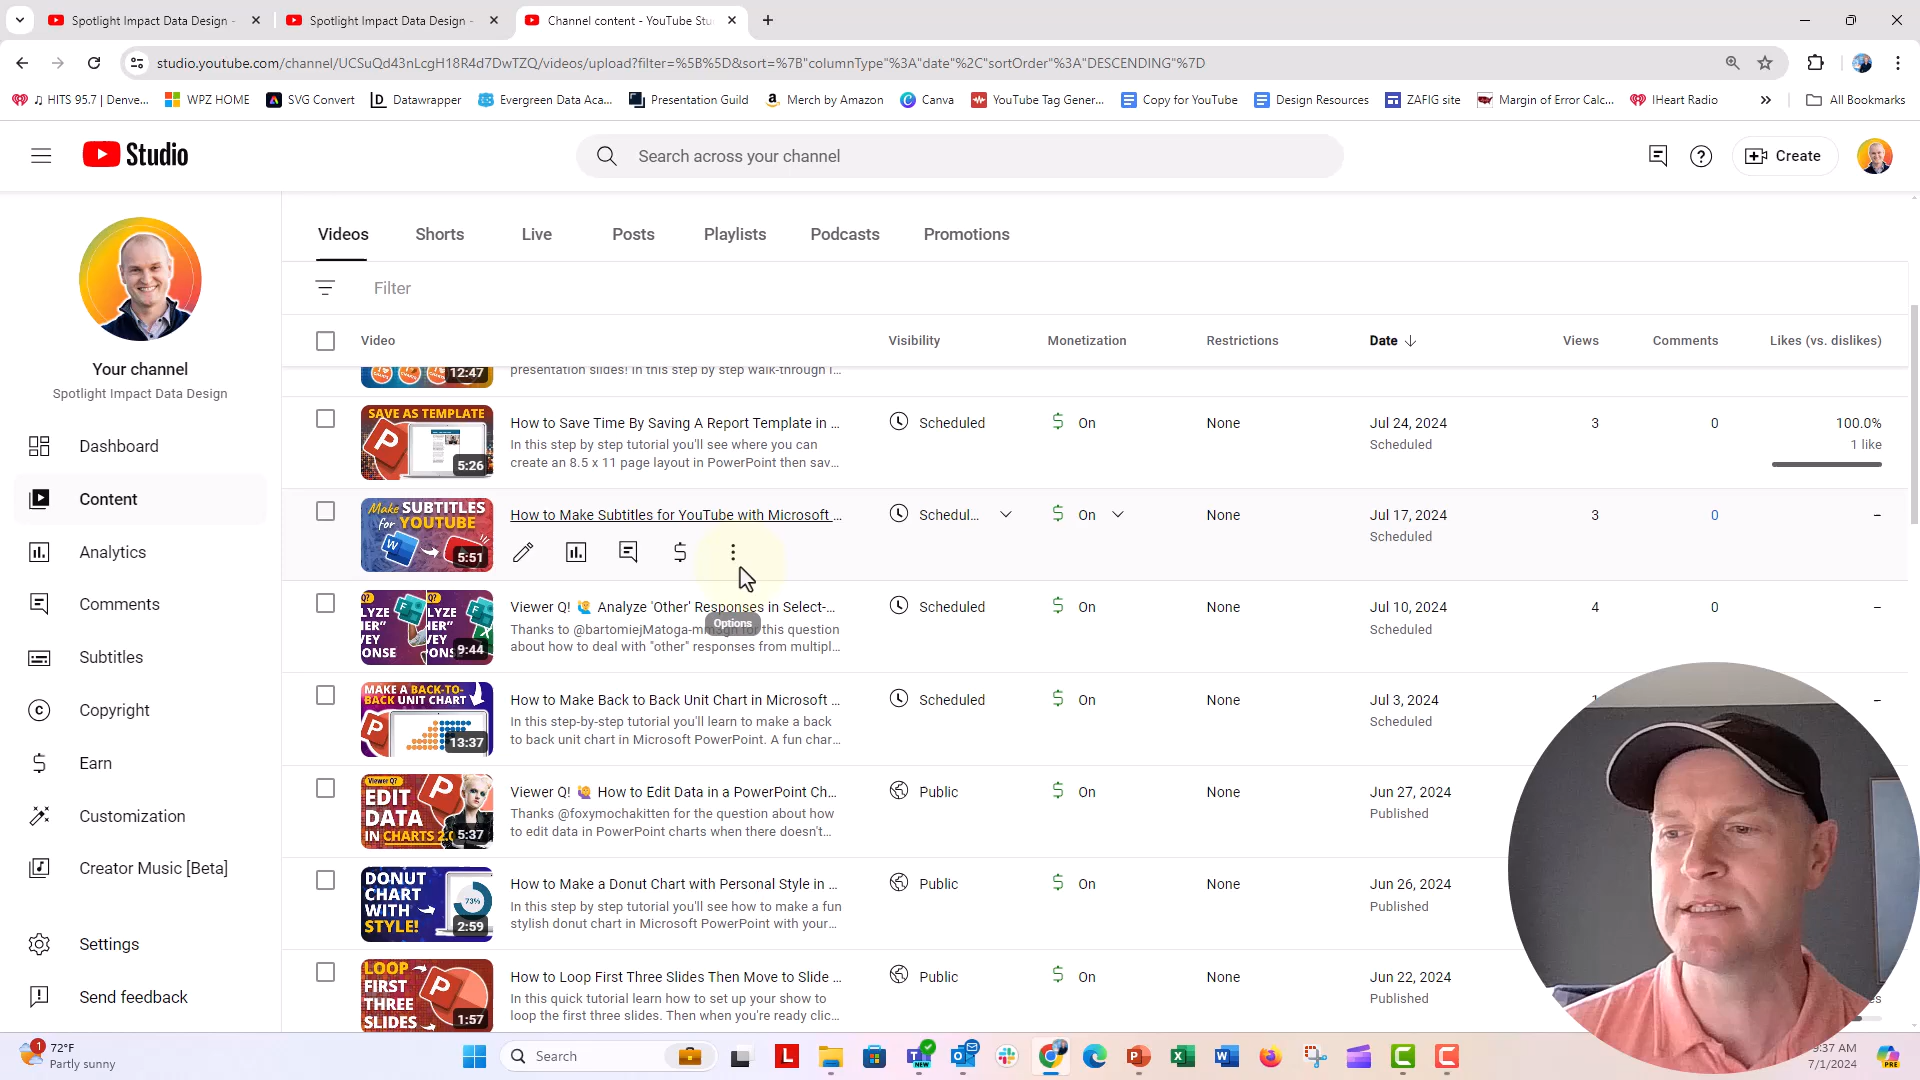 Spotlight Impact Data Design -
Spotlight Impact Data Design -
Channel content - YouTube Stu
studio.youtube.com/channel/UCSuQd43nLcgH18R4d7DwTZQ/videos/upload?filter=%5B%5D&sort=%7B"columnType"%3A"date"%2C"sortOrder"%3A"DESCENDING"%7D
♫ HITS 95.7 | Denve...
WPZ HOME
SVG Convert
Datawrapper
Evergreen Data Aca...
Presentation Guild
Merch by Amazon
Canva
YouTube Tag Gener...
Copy for YouTube
Design Resources
ZAFIG site
Margin of Error Calc...
IHeart Radio
All Bookmarks
Studio
Search across your channel
Create
Your channel
Spotlight Impact Data Design
Dashboard
Content
Analytics
Comments
Subtitles
Copyright
Earn
Customization
Creator Music [Beta]
Settings
Send feedback
Videos Shorts Live Posts Playlists Podcasts Promotions
Filter
Video Visibility Monetization Restrictions Date Views Comments Likes (vs. dislikes)
12:47
presentation slides! In this step by step walk-through I...
SAVE AS TEMPLATE
5:26
How to Save Time By Saving A Report Template in ...
In this step by step tutorial you'll see where you can
create an 8.5 x 11 page layout in PowerPoint then sav...
Scheduled On None Jul 24, 2024 3 0 100.0%
Scheduled 1 like
Make SUBTITLES
for YOUTUBE
5:51
How to Make Subtitles for YouTube with Microsoft ...
Schedul... On None Jul 17, 2024 3 0 –
Scheduled
Options
LYZE
HER"
VEY
ONSE
9:44
Viewer Q! Analyze 'Other' Responses in Select-...
Thanks to @bartomiejMatoga-mmsgh for this question
about how to deal with "other" responses from multipl...
Scheduled On None Jul 10, 2024 4 0 –
Scheduled
MAKE A BACK-TO-
BACK UNIT CHART
13:37
How to Make Back to Back Unit Chart in Microsoft ...
In this step-by-step tutorial you'll learn to make a back
to back unit chart in Microsoft PowerPoint. A fun char...
Scheduled On None Jul 3, 2024 –
Scheduled
Viewer Q?
EDIT
DATA
IN CHARTS 2.0
5:37
Viewer Q! How to Edit Data in a PowerPoint Ch...
Thanks @foxymochakitten for the question about how
to edit data in PowerPoint charts when there doesn't...
Public On None Jun 27, 2024
Published
DONUT
CHART
WITH
STYLE!
73%
2:59
How to Make a Donut Chart with Personal Style in ...
In this step by step tutorial you'll see how to make a fun
stylish donut chart in Microsoft PowerPoint with your...
Public On None Jun 26, 2024
Published
LOOP
FIRST
THREE
SLIDES
1:57
How to Loop First Three Slides Then Move to Slide ...
In this quick tutorial learn how to set up your show to
loop the first three slides. Then when you're ready clic...
Public On None Jun 22, 2024
Published
1
72°F
Partly sunny
Search
NEW
9:37 AM
7/1/2024
PRE